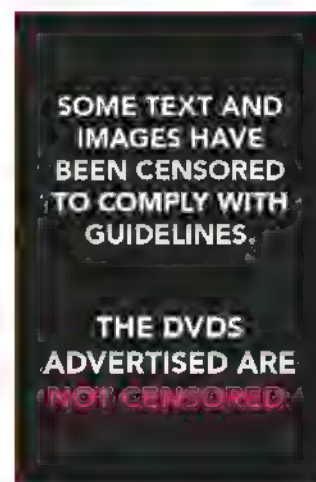 SOME TEXT AND
IMAGES HAVE
BEEN CENSORED
TO COMPLY WITH
GUIDELINES.
THE DVDS
ADVERTISED ARE
NOT CENSORED.